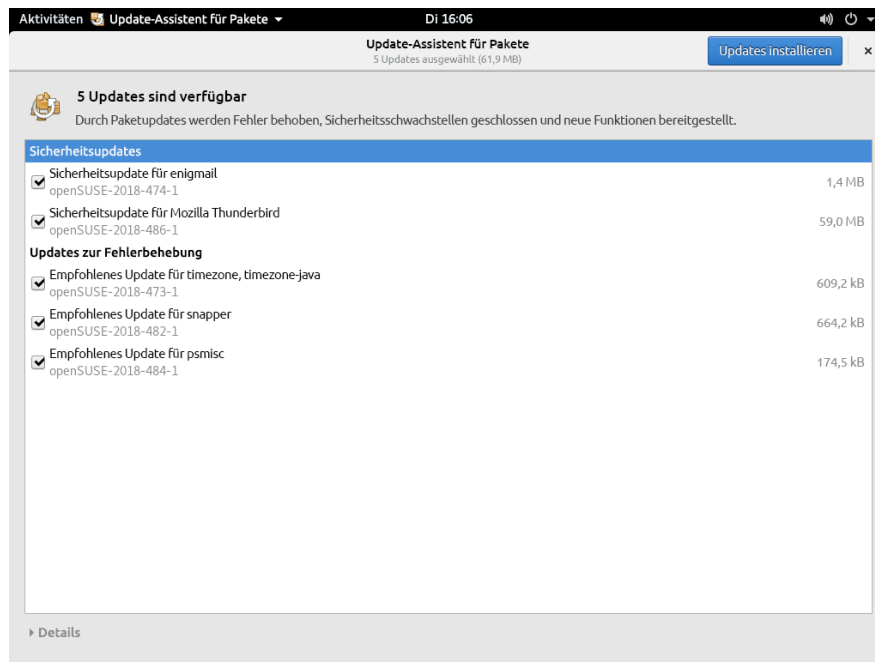 Aktivitäten Update-Assistent für Pakete Di 16:06
Update-Assistent für Pakete
5 Updates ausgewählt (61,9 MB)
Updates installieren
5 Updates sind verfügbar
Durch Paketupdates werden Fehler behoben, Sicherheitsschwachstellen geschlossen und neue Funktionen bereitgestellt.
Sicherheitsupdates
Sicherheitsupdate für enigmail
openSUSE-2018-474-1
1,4 MB
Sicherheitsupdate für Mozilla Thunderbird
openSUSE-2018-486-1
59,0 MB
Updates zur Fehlerbehebung
Empfohlenes Update für timezone, timezone-java
openSUSE-2018-473-1
609,2 kB
Empfohlenes Update für snapper
openSUSE-2018-482-1
664,2 kB
Empfohlenes Update für psmisc
openSUSE-2018-484-1
174,5 kB
Details